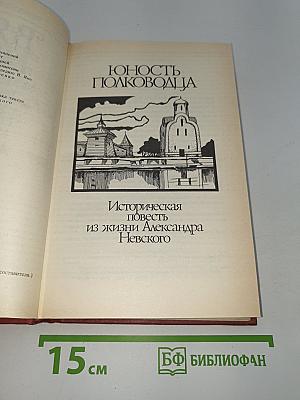 ЮНОСТЬ
ПОЛКОВОДЦА
Историческая
повесть
из жизни Александра
Невского
15 см
БФ БИБЛИОФАН